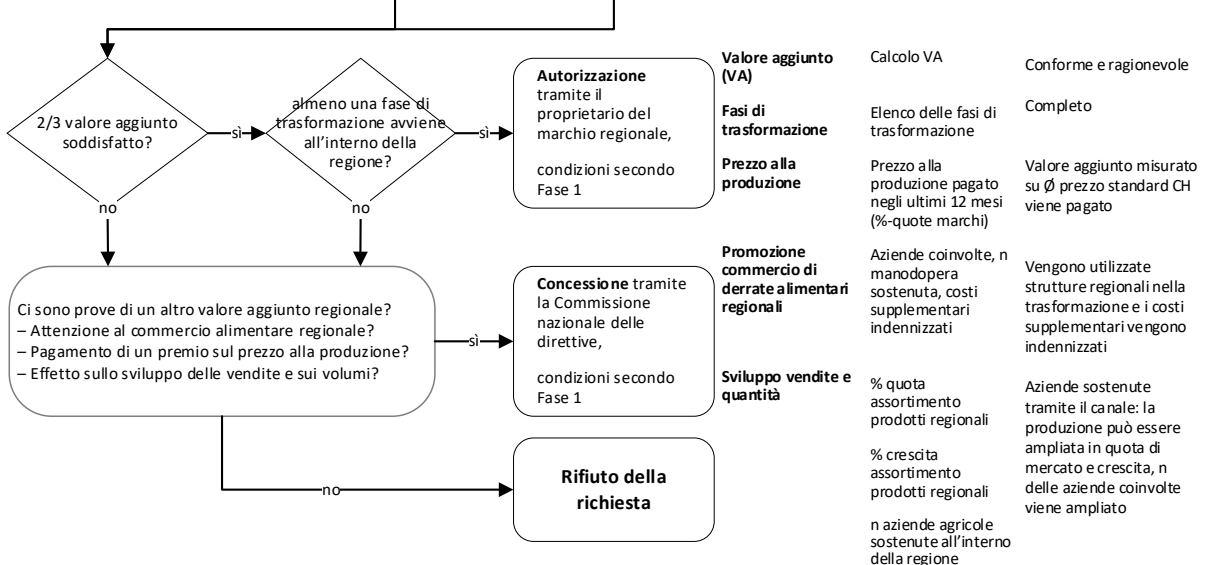 2/3 valore aggiunto
soddisfatto?
sì
almeno una fase di
trasformazione avviene
all'interno della
regione?
sì
no
no
Autorizzazione
tramite il
proprietario del
marchio regionale,
condizioni secondo
Fase 1
Ci sono prove di un altro valore aggiunto regionale?
– Attenzione al commercio alimentare regionale?
– Pagamento di un premio sul prezzo alla produzione?
– Effetto sullo sviluppo delle vendite e sui volumi?
sì
Concessione tramite
la Commissione
nazionale delle
direttive,
condizioni secondo
Fase 1
no
Rifiuto della
richiesta
Valore aggiunto
(VA)
Calcolo VA
Conforme e ragionevole
Fasi di
trasformazione
Elenco delle fasi di
trasformazione
Completo
Prezzo alla
produzione
Prezzo alla
produzione pagato
negli ultimi 12 mesi
(%-quote marchi)
Valore aggiunto misurato
su Ø prezzo standard CH
viene pagato
Promozione
commercio di
derrate alimentari
regionali
Aziende coinvolte, n
manodopera
sostenuta, costi
supplementari
indennizzati
Vengono utilizzate
strutture regionali nella
trasformazione e i costi
supplementari vengono
indennizzati
Sviluppo vendite e
quantità
% quota
assortimento
prodotti regionali
% crescita
assortimento
prodotti regionali
n aziende agricole
sostenute all'interno
della regione
Aziende sostenute
tramite il canale: la
produzione può essere
ampliata in quota di
mercato e crescita, n
delle aziende coinvolte
viene ampliato